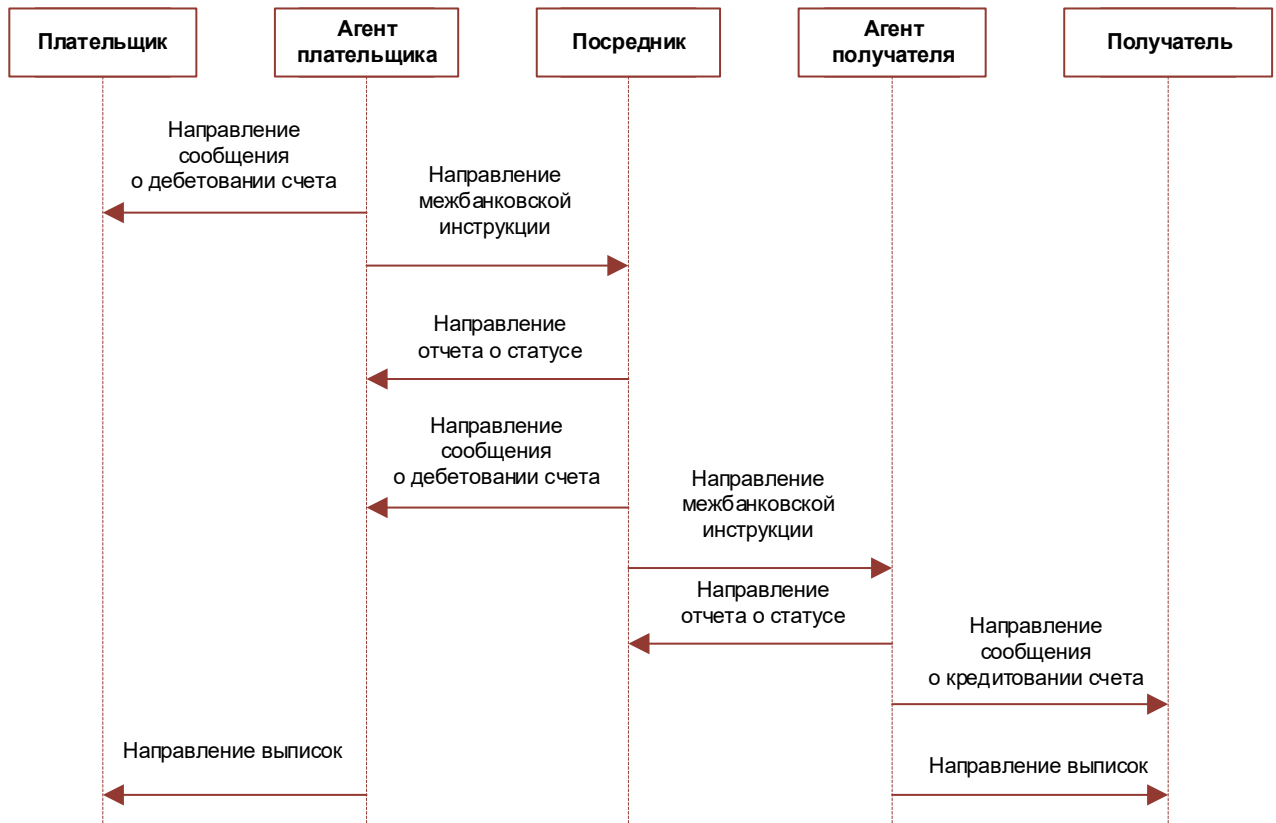 Плательщик
Агент
плательщика
Посредник
Агент
получателя
Получатель
Направление
сообщения
о дебетовании счета
Направление
межбанковской
инструкции
Направление
отчета о статусе
Направление
сообщения
о дебетовании счета
Направление
межбанковской
инструкции
Направление
отчета о статусе
Направление
сообщения
о кредитовании счета
Направление выписок
Направление выписок